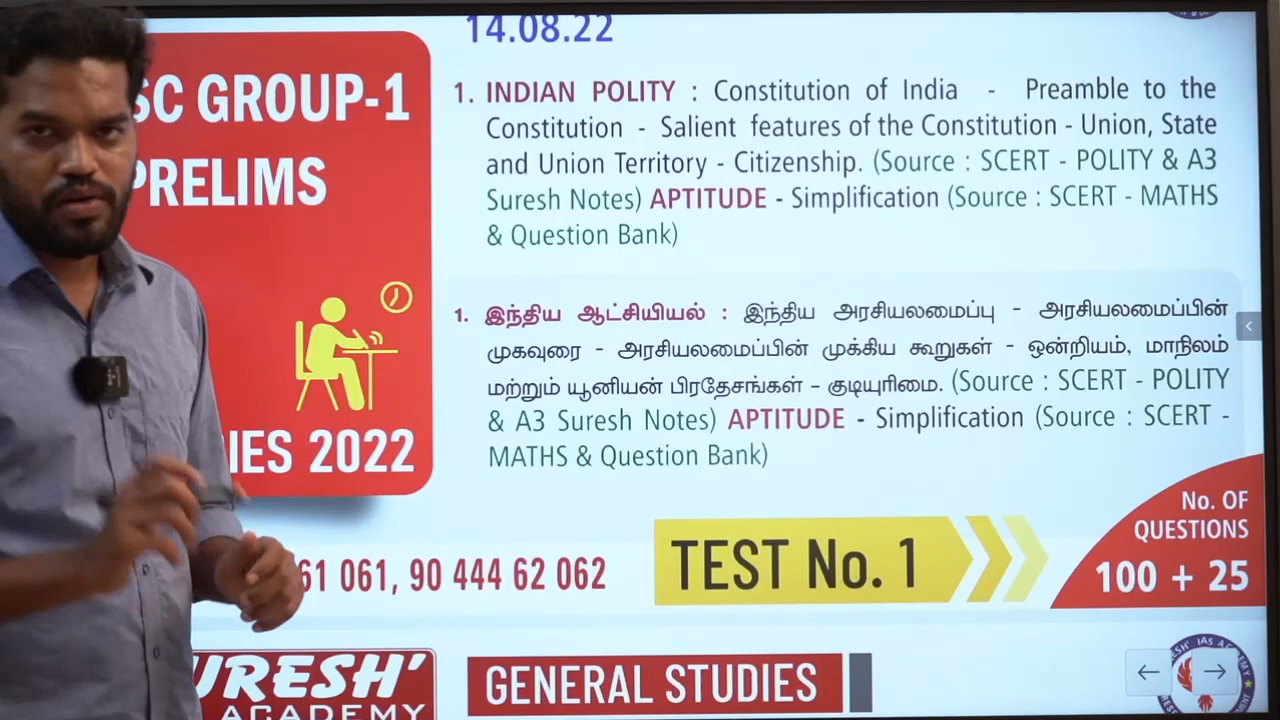 14.08.22
SC GROUP-1
PRELIMS
IES 2022
1. INDIAN POLITY : Constitution of India - Preamble to the
Constitution - Salient features of the Constitution - Union, State
and Union Territory - Citizenship. (Source : SCERT - POLITY & A3
Suresh Notes) APTITUDE - Simplification (Source : SCERT - MATHS
& Question Bank)
1. இந்திய ஆட்சியியல் : இந்திய அரசியலமைப்பு - அரசியலமைப்பின்
முகவுரை - அரசியலமைப்பின் முக்கிய கூறுகள் - ஒன்றியம், மாநிலம்
மற்றும் யூனியன் பிரதேசங்கள் - குடியுரிமை. (Source : SCERT - POLITY
& A3 Suresh Notes) APTITUDE - Simplification (Source : SCERT -
MATHS & Question Bank)
No. OF
QUESTIONS
100 + 25
61 061, 90 444 62 062
TEST No. 1
URESH'
ACADEMY
GENERAL STUDIES